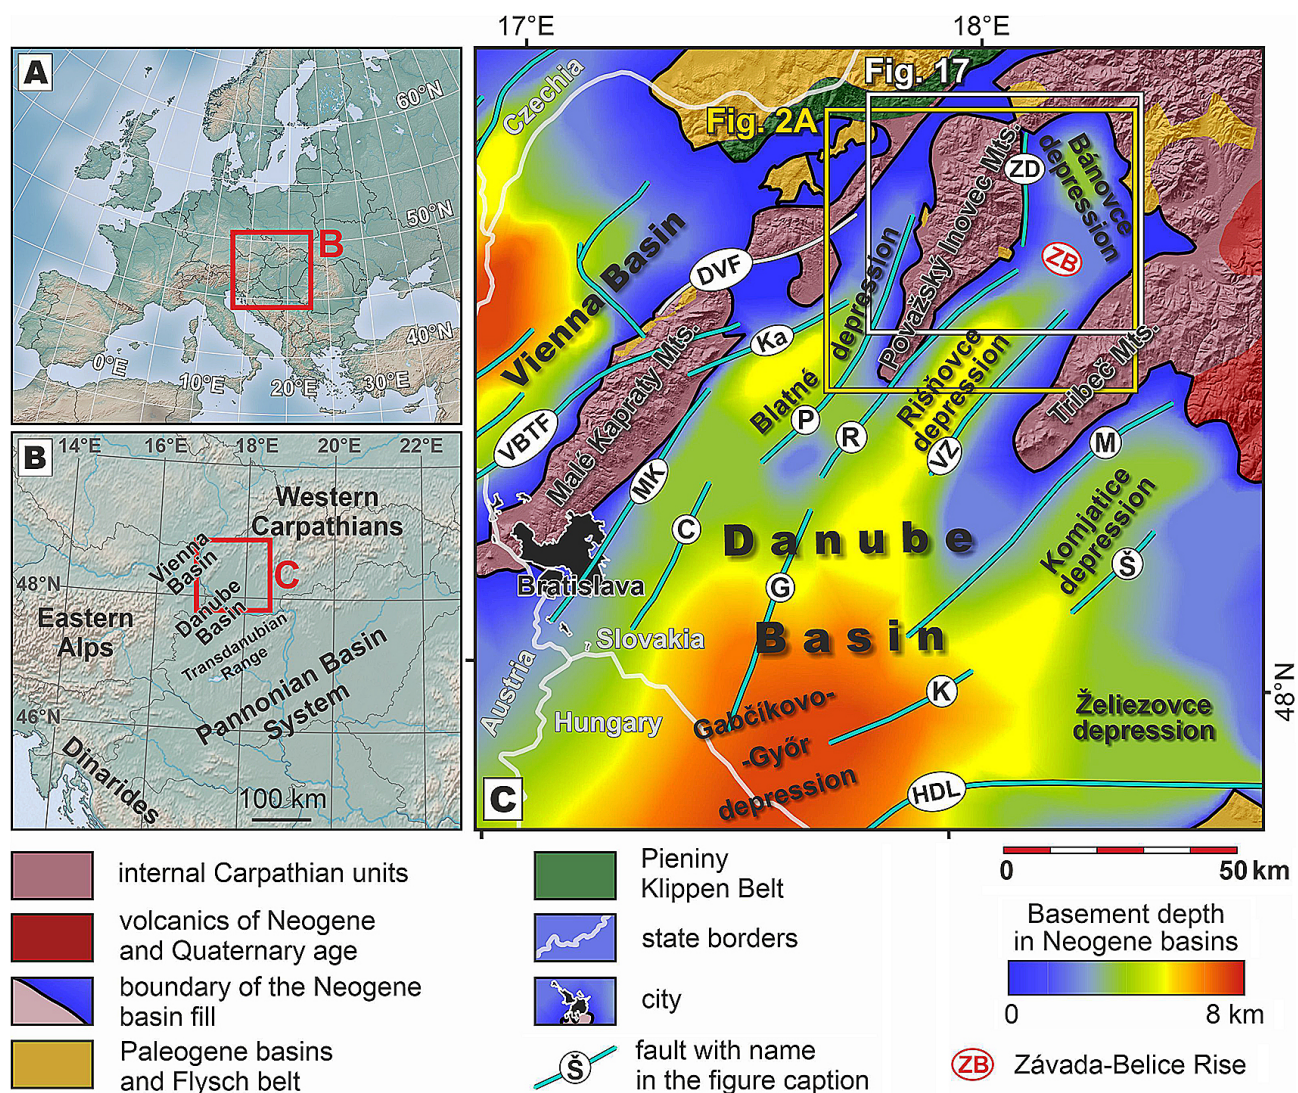 A
60°N
50°N
40°N
0°E
10°E
20°E
30°E
B
B
14°E
16°E
18°E
20°E
22°E
Western
Carpathians
Vienna
Basin
C
48°N
Danube
Basin
Eastern
Alps
Transdanubian
Range
Pannonian Basin
System
46°N
Dinarides
100 km
17°E
18°E
Czechia
Fig. 17
Fig. 2A
Považský Inovec Mts.
ZD
Bánovce
depression
ZB
DVF
Vienna Basin
Ka
Blatné
depression
Rišňovce
depression
Trilbeč Mts.
VBTF
Malé Kapraty Mts.
MK
P
R
VZ
M
C
Danube
Basin
Komjatice
depression
Š
G
Bratislava
Slovakia
Austria
Hungary
K
48°N
Gabčíkovo-
-Győr
depression
Želiezovce
depression
HDL
C
internal Carpathian units
volcanics of Neogene
and Quaternary age
boundary of the Neogene
basin fill
Paleogene basins
and Flysch belt
Pieniny
Klippen Belt
state borders
city
Š
fault with name
in the figure caption
0
50 km
Basement depth
in Neogene basins
0
8 km
ZB
Závada-Belice Rise